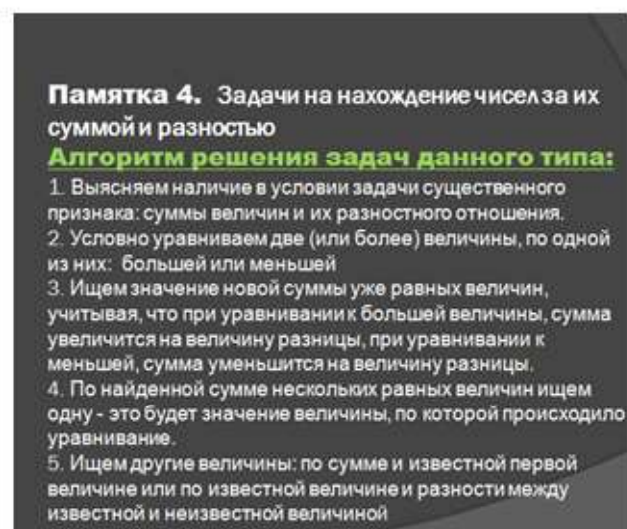 Памятка 4. Задачи на нахождение чисел за их
суммой и разностью
Алгоритм решения задач данного типа:
1. Выясняем наличие в условии задачи существенного
признака: суммы величин и их разностного отношения.
2. Условно уравниваем две (или более) величины, по одной
из них: большей или меньшей
3. Ищем значение новой суммы уже равных величин,
учитывая, что при уравнивании к большей величины, сумма
увеличится на величину разницы, при уравнивании к
меньшей, сумма уменьшится на величину разницы.
4. По найденной сумме нескольких равных величин ищем
одну - это будет значение величины, по которой происходило
уравнивание.
5. Ищем другие величины: по сумме и известной первой
величине или по известной величине и разности между
известной и неизвестной величиной